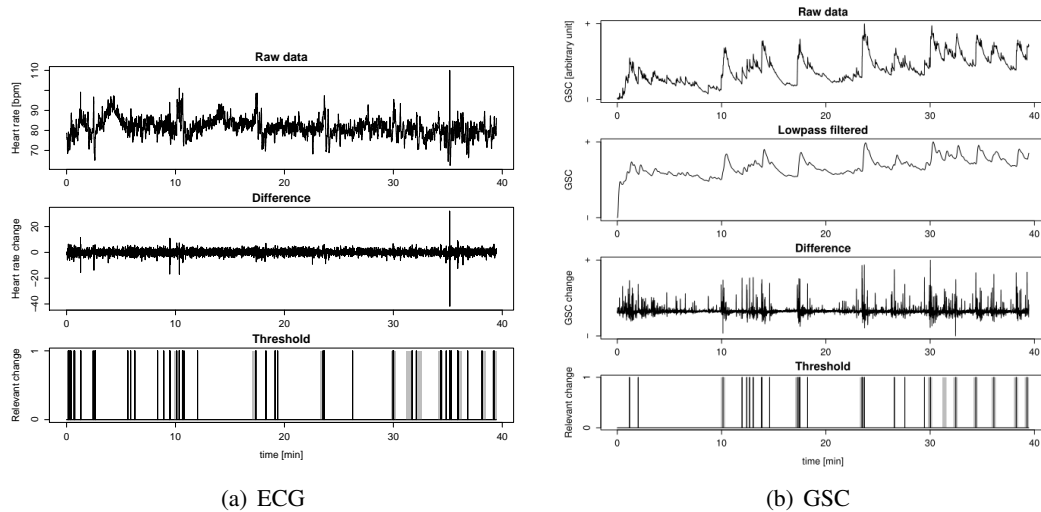 Raw data
Heart rate [bpm]
110
90
80
70
0 10 20 30 40
Difference
Heart rate change
20
0
-20
-40
0 10 20 30 40
Threshold
Relevant change
1
0
0 10 20 30 40
time [min]
(a) ECG
Raw data
GSC [arbitrary unit]
+
−
0 10 20 30 40
Lowpass filtered
GSC
+
−
0 10 20 30 40
Difference
GSC change
+
−
0 10 20 30 40
Threshold
Relevant change
1
0
0 10 20 30 40
time [min]
(b) GSC